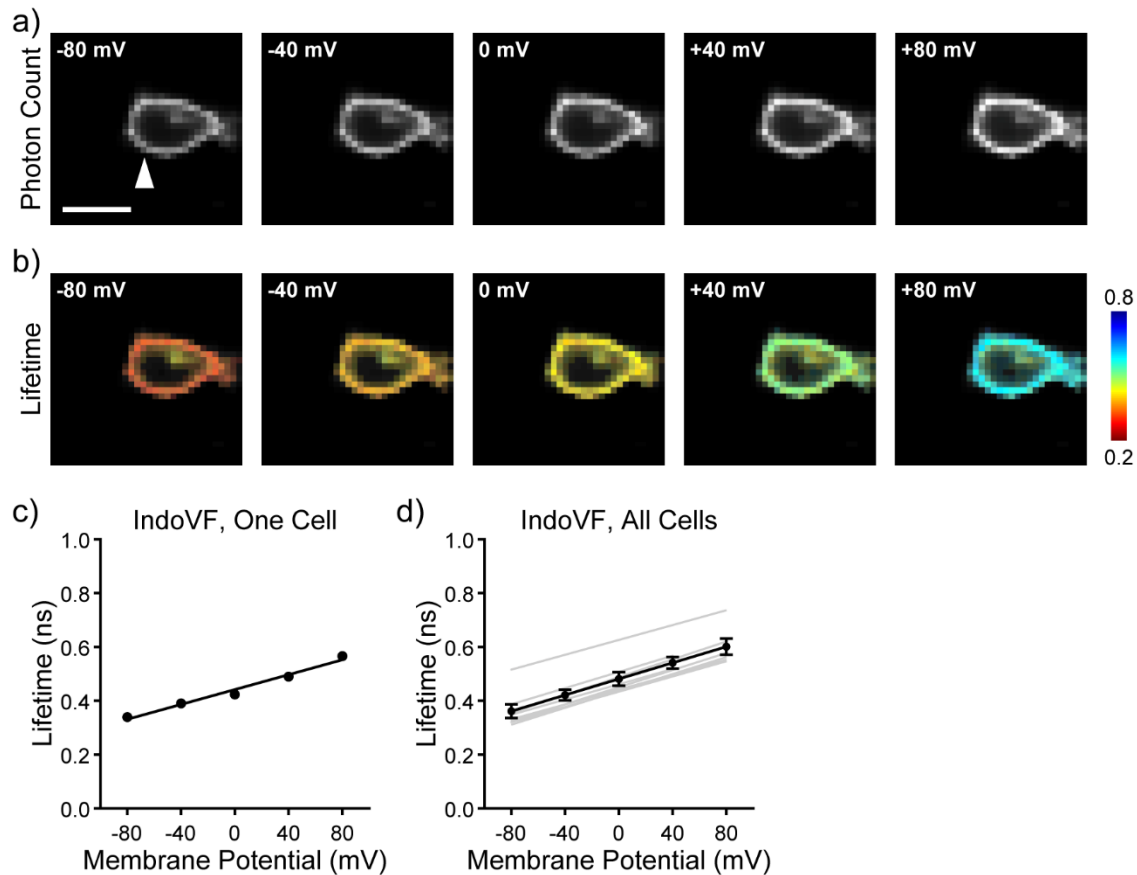 a)
Photon Count
-80 mV
-40 mV
0 mV
+40 mV
+80 mV
b)
Lifetime
-80 mV
-40 mV
0 mV
+40 mV
+80 mV
0.8
0.2
c)
IndoVF, One Cell
Lifetime (ns)
1.0
0.8
0.6
0.4
0.2
0.0
-80 -40 0 40 80
Membrane Potential (mV)
d)
IndoVF, All Cells
Lifetime (ns)
1.0
0.8
0.6
0.4
0.2
0.0
-80 -40 0 40 80
Membrane Potential (mV)